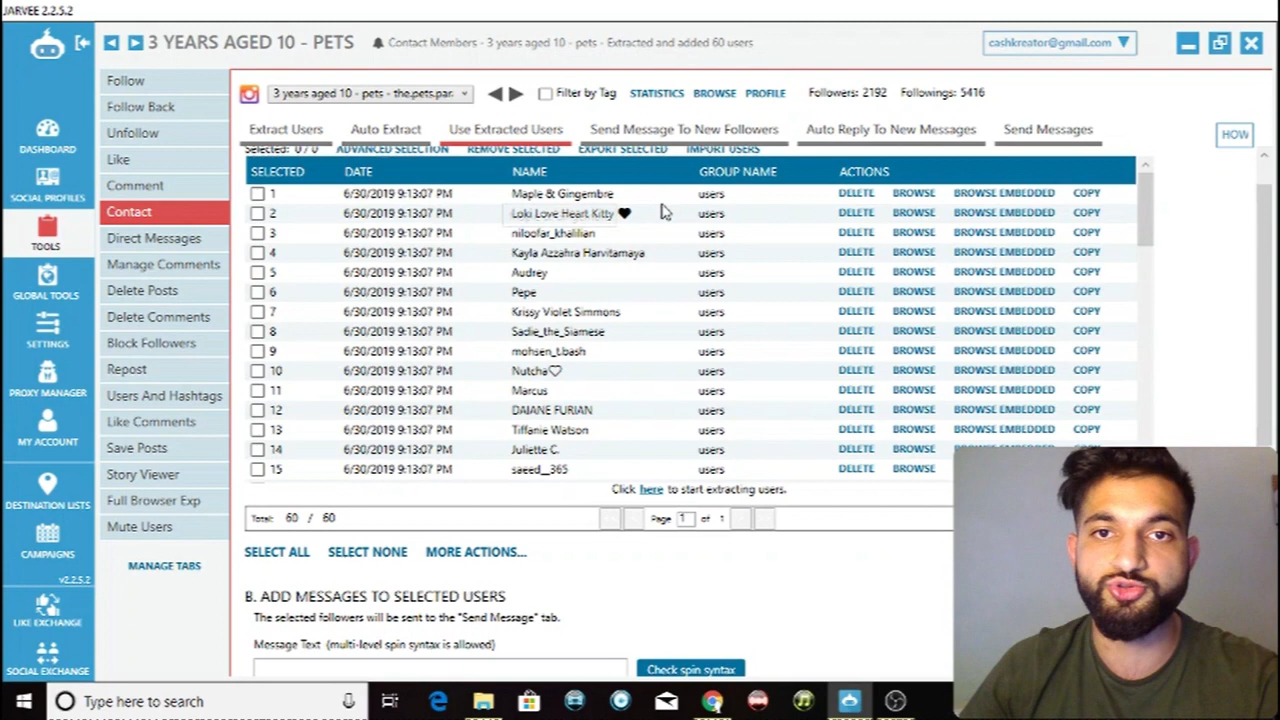 JARVEE 2.2.5.2
3 YEARS AGED 10 - PETS
Contact Members - 3 years aged 10 - pets - Extracted and added 60 users
cashkreator@gmail.com
DASHBOARD
SOCIAL PROFILES
TOOLS
GLOBAL TOOLS
SETTINGS
PROXY MANAGER
MY ACCOUNT
DESTINATION LISTS
CAMPAIGNS
v2.2.5.2
LIKE EXCHANGE
SOCIAL EXCHANGE
Follow
Follow Back
Unfollow
Like
Comment
Contact
Direct Messages
Manage Comments
Delete Posts
Delete Comments
Block Followers
Repost
Users And Hashtags
Like Comments
Save Posts
Story Viewer
Full Browser Exp
Mute Users
MANAGE TABS
3 years aged 10 - pets - the.pets.par.
Filter by Tag STATISTICS BROWSE PROFILE Followers: 2192 Followings: 5416
Extract Users Auto Extract Use Extracted Users Send Message To New Followers Auto Reply To New Messages Send Messages
HOW
Selected: 0 / 0 ADVANCED SELECTION REMOVE SELECTED EXPORT SELECTED IMPORT USERS
SELECTED DATE NAME GROUP NAME ACTIONS
1 6/30/2019 9:13:07 PM Maple & Gingembre users DELETE BROWSE BROWSE EMBEDDED COPY
2 6/30/2019 9:13:07 PM Loki Love Heart Kitty 🖤 users DELETE BROWSE BROWSE EMBEDDED COPY
3 6/30/2019 9:13:07 PM niloofar_khalilian users DELETE BROWSE BROWSE EMBEDDED COPY
4 6/30/2019 9:13:07 PM Kayla Azzahra Harvitamaya users DELETE BROWSE BROWSE EMBEDDED COPY
5 6/30/2019 9:13:07 PM Audrey users DELETE BROWSE BROWSE EMBEDDED COPY
6 6/30/2019 9:13:07 PM Pepe users DELETE BROWSE BROWSE EMBEDDED COPY
7 6/30/2019 9:13:07 PM Krissy Violet Simmons users DELETE BROWSE BROWSE EMBEDDED COPY
8 6/30/2019 9:13:07 PM Sadie_the_Siamese users DELETE BROWSE BROWSE EMBEDDED COPY
9 6/30/2019 9:13:07 PM mohsen_t.bash users DELETE BROWSE BROWSE EMBEDDED COPY
10 6/30/2019 9:13:07 PM Nutcha♡ users DELETE BROWSE BROWSE EMBEDDED COPY
11 6/30/2019 9:13:07 PM Marcus users DELETE BROWSE BROWSE EMBEDDED COPY
12 6/30/2019 9:13:07 PM DAIANE FURIAN users DELETE BROWSE BROWSE EMBEDDED COPY
13 6/30/2019 9:13:07 PM Tiffanie Watson users DELETE BROWSE BROWSE EMBEDDED COPY
14 6/30/2019 9:13:07 PM Juliette C. users DELETE BROWSE BROWSE EMBEDDED COPY
15 6/30/2019 9:13:07 PM saeed__365 users DELETE BROWSE
Click here to start extracting users.
Total: 60 / 60 Page 1 of 1
SELECT ALL SELECT NONE MORE ACTIONS...
B. ADD MESSAGES TO SELECTED USERS
The selected followers will be sent to the "Send Message" tab.
Message Text (multi-level spin syntax is allowed)
Check spin syntax
Type here to search